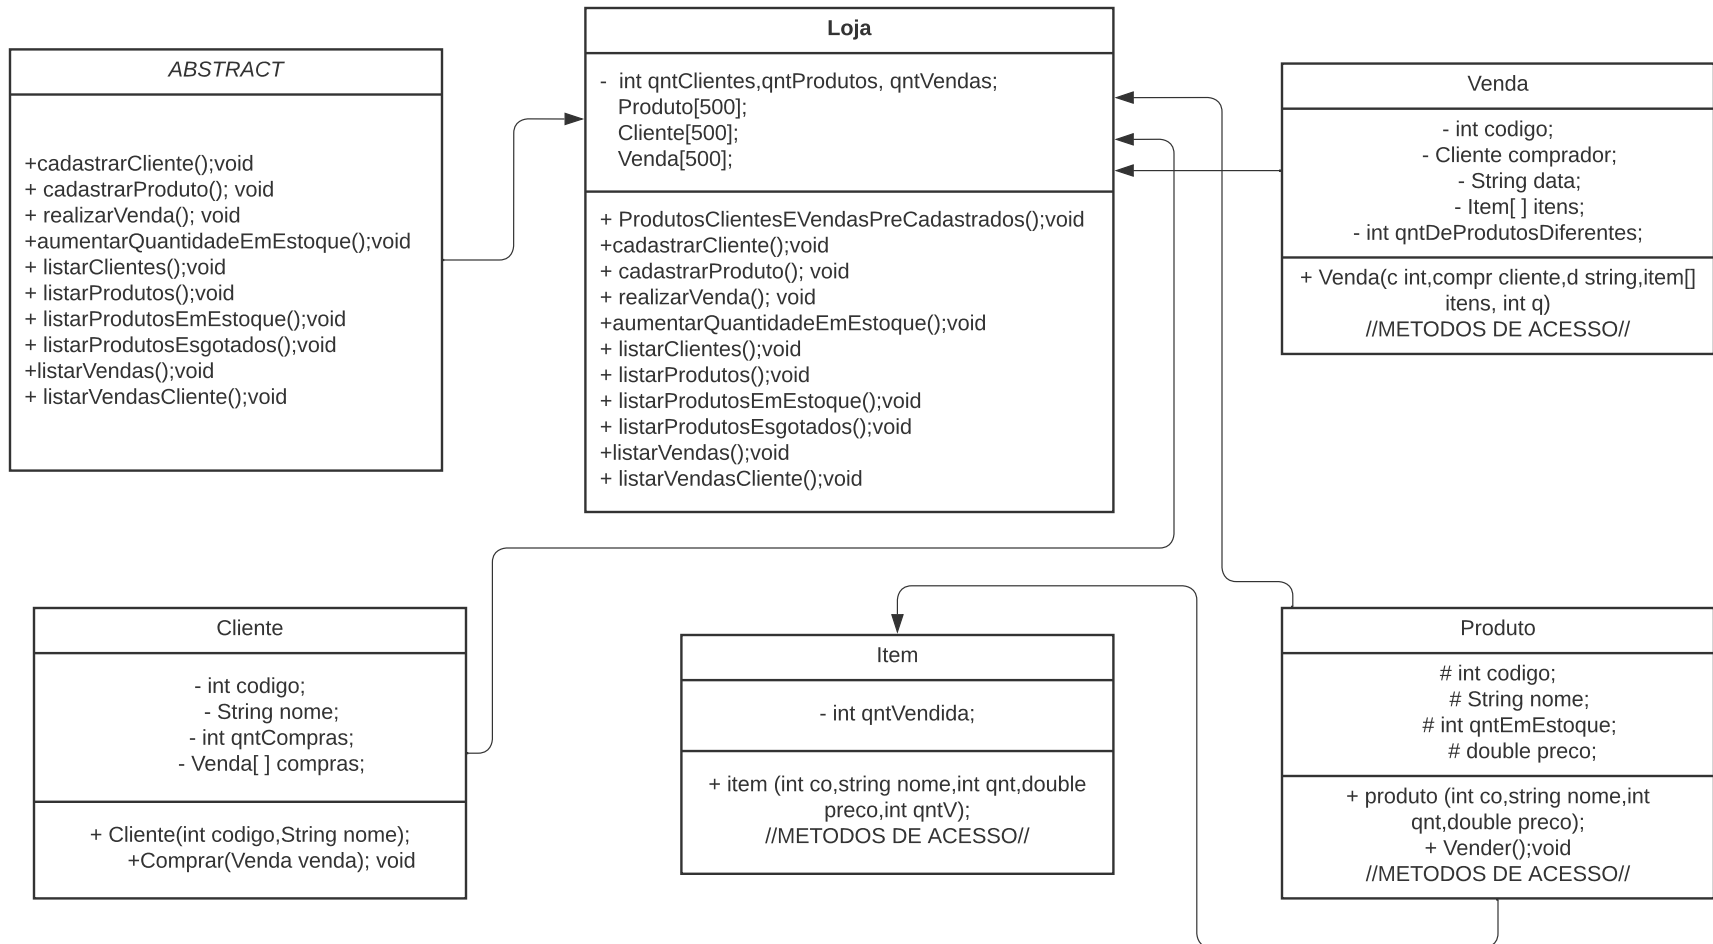 ABSTRACT
+cadastrarCliente();void
+ cadastrarProduto(); void
+ realizarVenda(); void
+aumentarQuantidadeEmEstoque();void
+ listarClientes();void
+ listarProdutos();void
+ listarProdutosEmEstoque();void
+ listarProdutosEsgotados();void
+listarVendas();void
+ listarVendasCliente();void
Loja
- int qntClientes,qntProdutos, qntVendas;
Produto[500];
Cliente[500];
Venda[500];
+ ProdutosClientesEVendasPreCadastrados();void
+cadastrarCliente();void
+ cadastrarProduto(); void
+ realizarVenda(); void
+aumentarQuantidadeEmEstoque();void
+ listarClientes();void
+ listarProdutos();void
+ listarProdutosEmEstoque();void
+ listarProdutosEsgotados();void
+listarVendas();void
+ listarVendasCliente();void
Venda
- int codigo;
- Cliente comprador;
- String data;
- Item[ ] itens;
- int qntDeProdutosDiferentes;
+ Venda(c int,compr cliente,d string,item[]
itens, int q)
//METODOS DE ACESSO//
Cliente
- int codigo;
- String nome;
- int qntCompras;
- Venda[ ] compras;
+ Cliente(int codigo,String nome);
+Comprar(Venda venda); void
Item
- int qntVendida;
+ item (int co,string nome,int qnt,double
preco,int qntV);
//METODOS DE ACESSO//
Produto
# int codigo;
# String nome;
# int qntEmEstoque;
# double preco;
+ produto (int co,string nome,int
qnt,double preco);
+ Vender();void
//METODOS DE ACESSO//